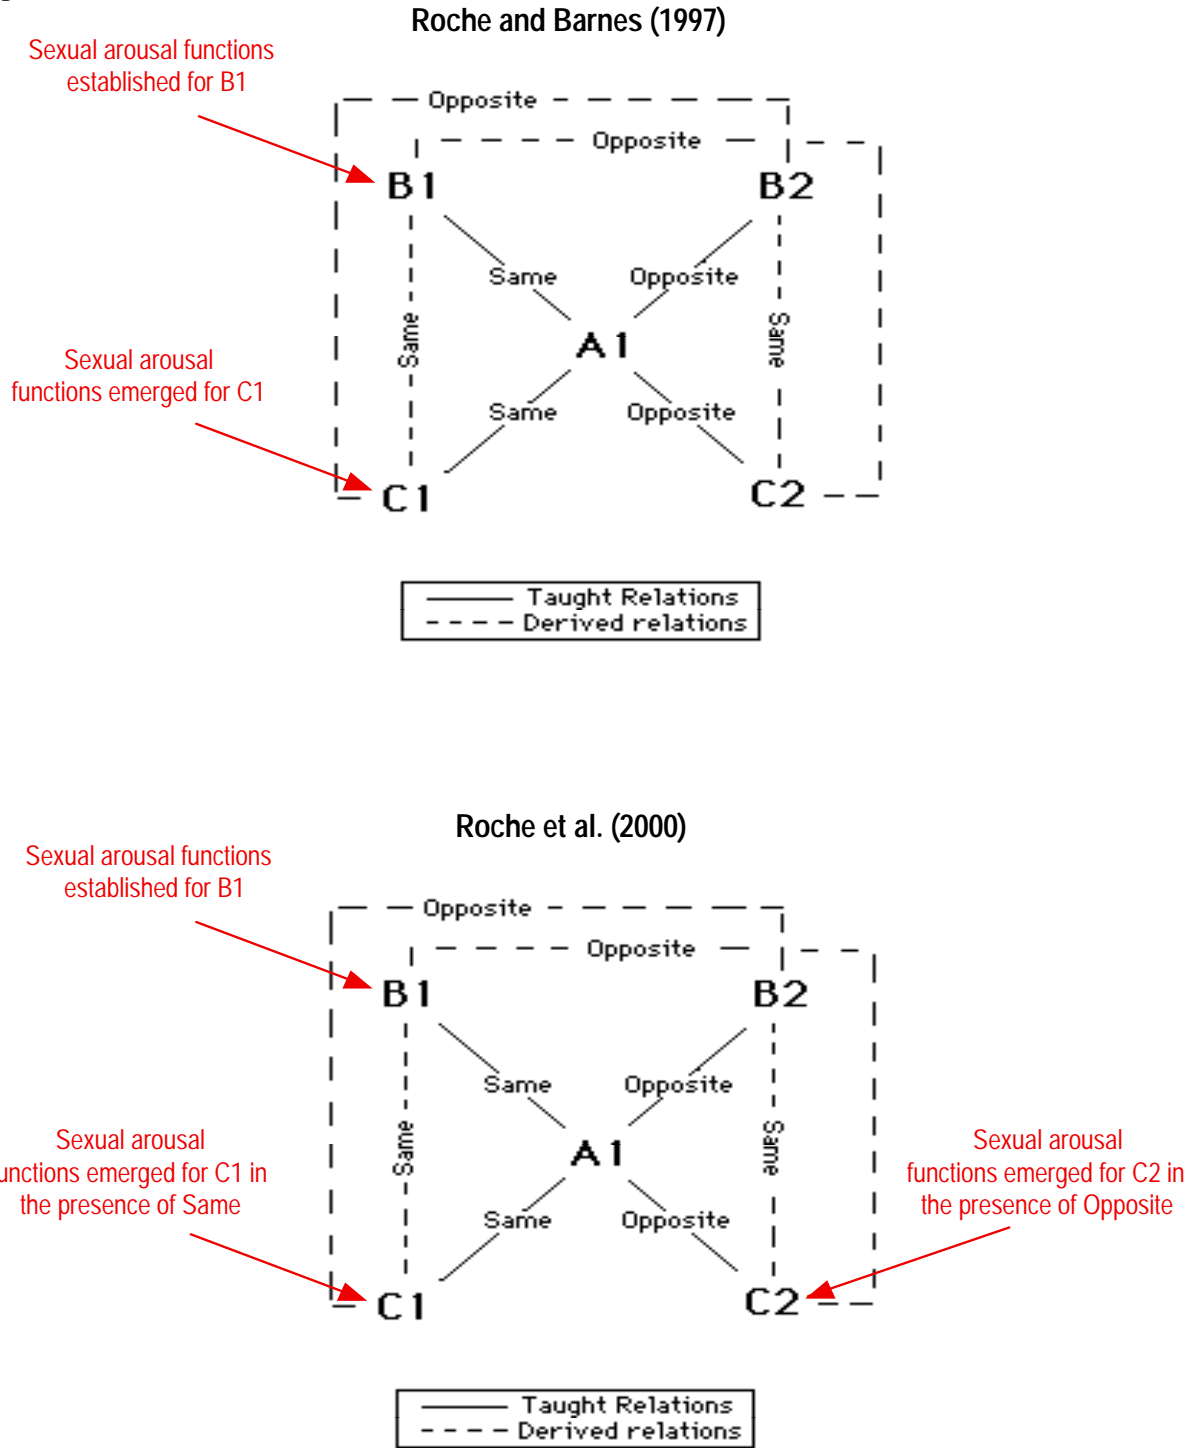 Roche and Barnes (1997)
Sexual arousal functions
established for B1
Opposite
Opposite
B1
B2
Same
Opposite
Same
A1
Same
Sexual arousal
functions emerged for C1
Same
Opposite
C1
C2
Taught Relations
Derived relations
Roche et al. (2000)
Sexual arousal functions
established for B1
Opposite
Opposite
B1
B2
Same
Opposite
Same
A1
Same
Sexual arousal
unctions emerged for C1 in
the presence of Same
Sexual arousal
functions emerged for C2 in
the presence of Opposite
Same
Opposite
C1
C2
Taught Relations
Derived relations